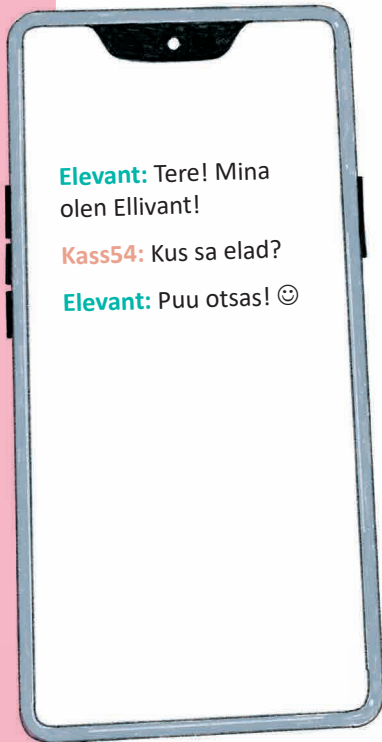 Elevant: Tere! Mina
olen Ellivant!
Kass54: Kus sa elad?
Elevant: Puu otsas! ☺